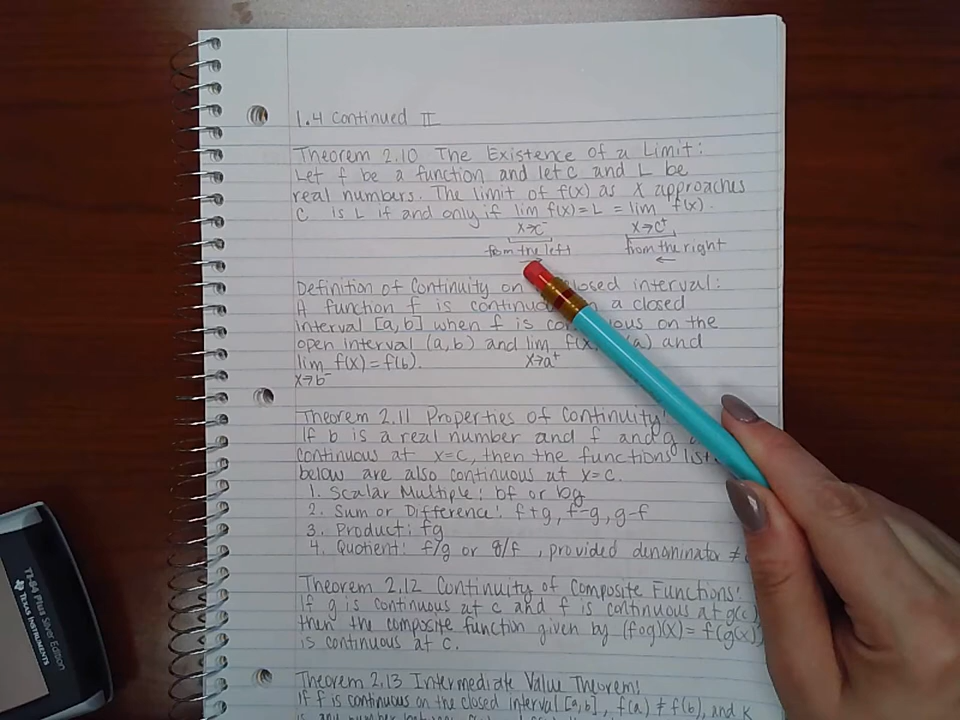 1.4 Continued II
Theorem 2.10 The Existence of a Limit:
Let f be a function and let c and L be
real numbers. The limit of f(x) as x approaches
c is L if and only if lim f(x) = L = lim f(x).
x→c⁻ x→c⁺
from the left from the right
→ ←
Definition of Continuity on closed interval:
A function f is a closed
interval [a,b] when f is on the
open interval (a,b) and lim (a) and
lim f(x) = f(b). x→a⁺
x→b⁻
Theorem 2.11 Properties of Continuity:
If b is a real number and f and g
continuous at x=c, then the functions
below are also continuous at x=c.
1. Scalar Multiple: bf or bg
2. Sum or Difference: f+g, f-g, g-f
3. Product: fg
4. Quotient: f/g or g/f , provided denominator ≠
Theorem 2.12 Continuity of Composite Functions:
If g is continuous at c and f is continuous at g(c)
then the composite function given by (fog)(x) = f(g(x))
is continuous at c.
Theorem 2.13 Intermediate Value Theorem:
If f is continuous on the closed interval [a,b], f(a) ≠ f(b), and K
is any number between
TI-84 Plus Silver Edition
TEXAS INSTRUMENTS